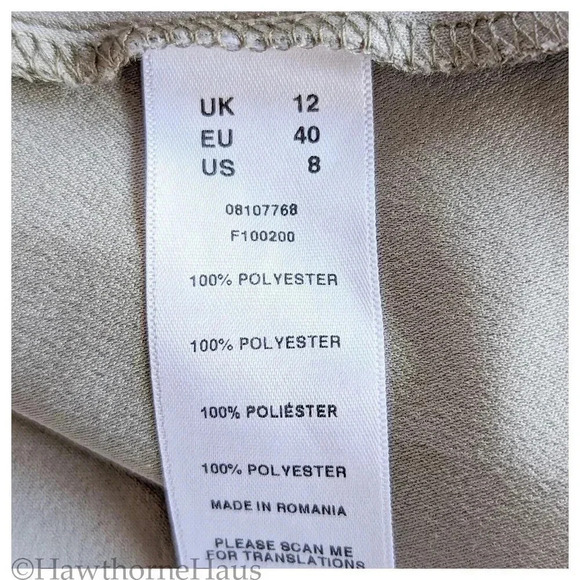 UK 12
EU 40
US 8
08107768
F100200
100% POLYESTER
100% POLYESTER
100% POLIÉSTER
100% POLYESTER
MADE IN ROMANIA
PLEASE SCAN ME
FOR TRANSLATIONS
©HawthorneHaus